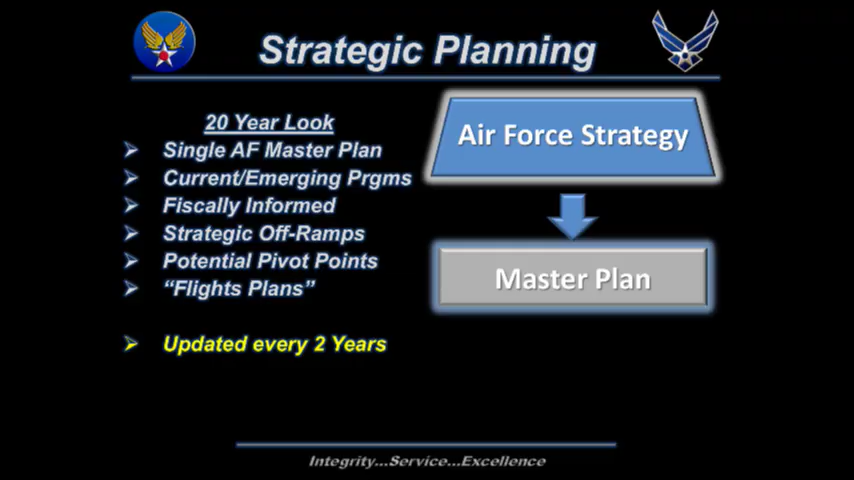 Strategic Planning
20 Year Look
Single AF Master Plan
Current/Emerging Prgms
Fiscally Informed
Strategic Off-Ramps
Potential Pivot Points
“Flights Plans”
Updated every 2 Years
Air Force Strategy
Master Plan
Integrity...Service...Excellence